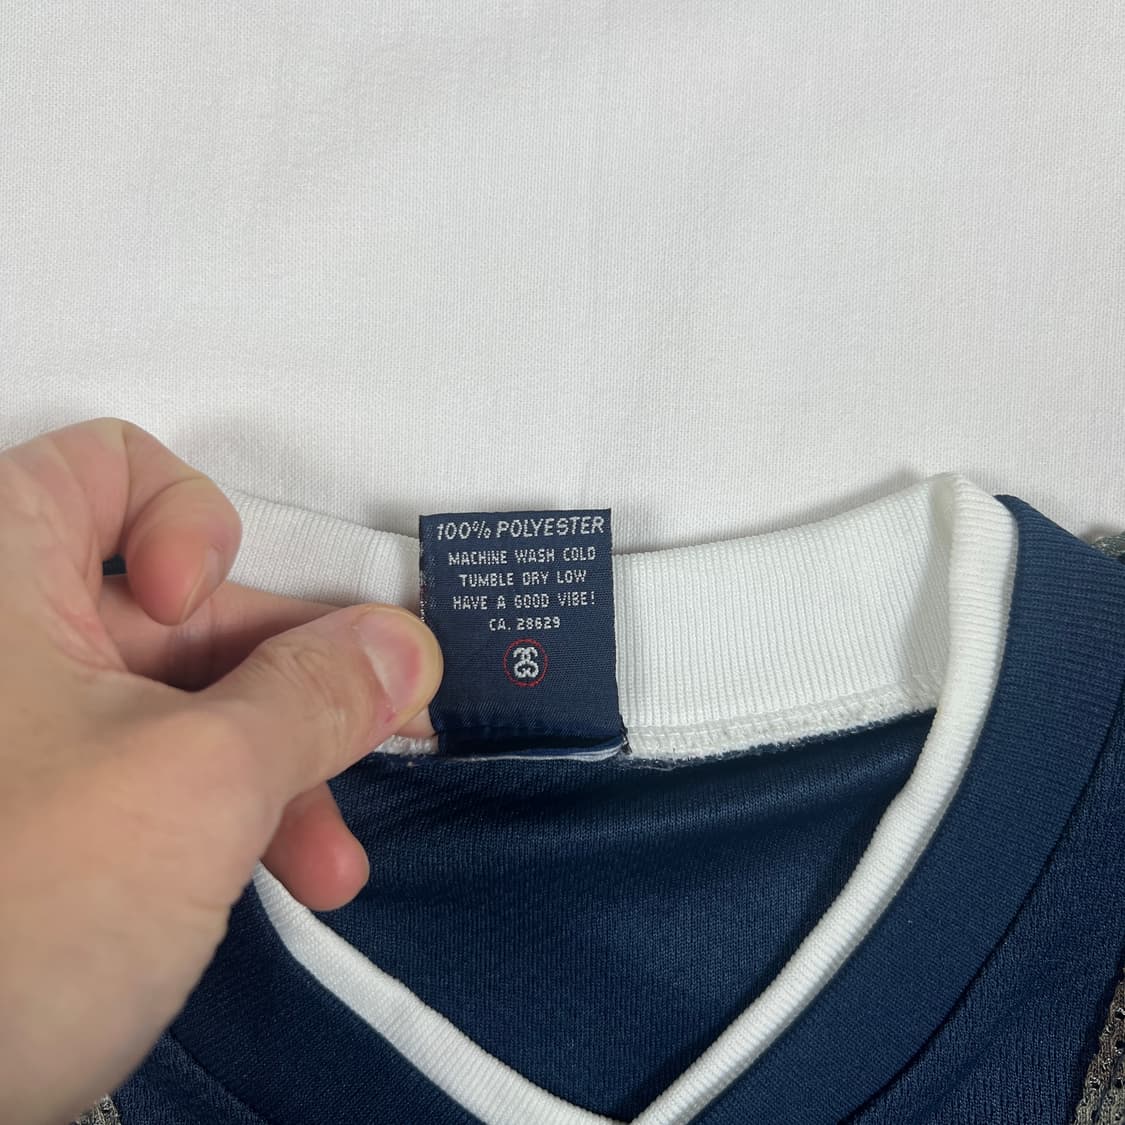 100% POLYESTER
MACHINE WASH COLD
TUMBLE DRY LOW
HAVE A GOOD VIBE!
CA. 28629